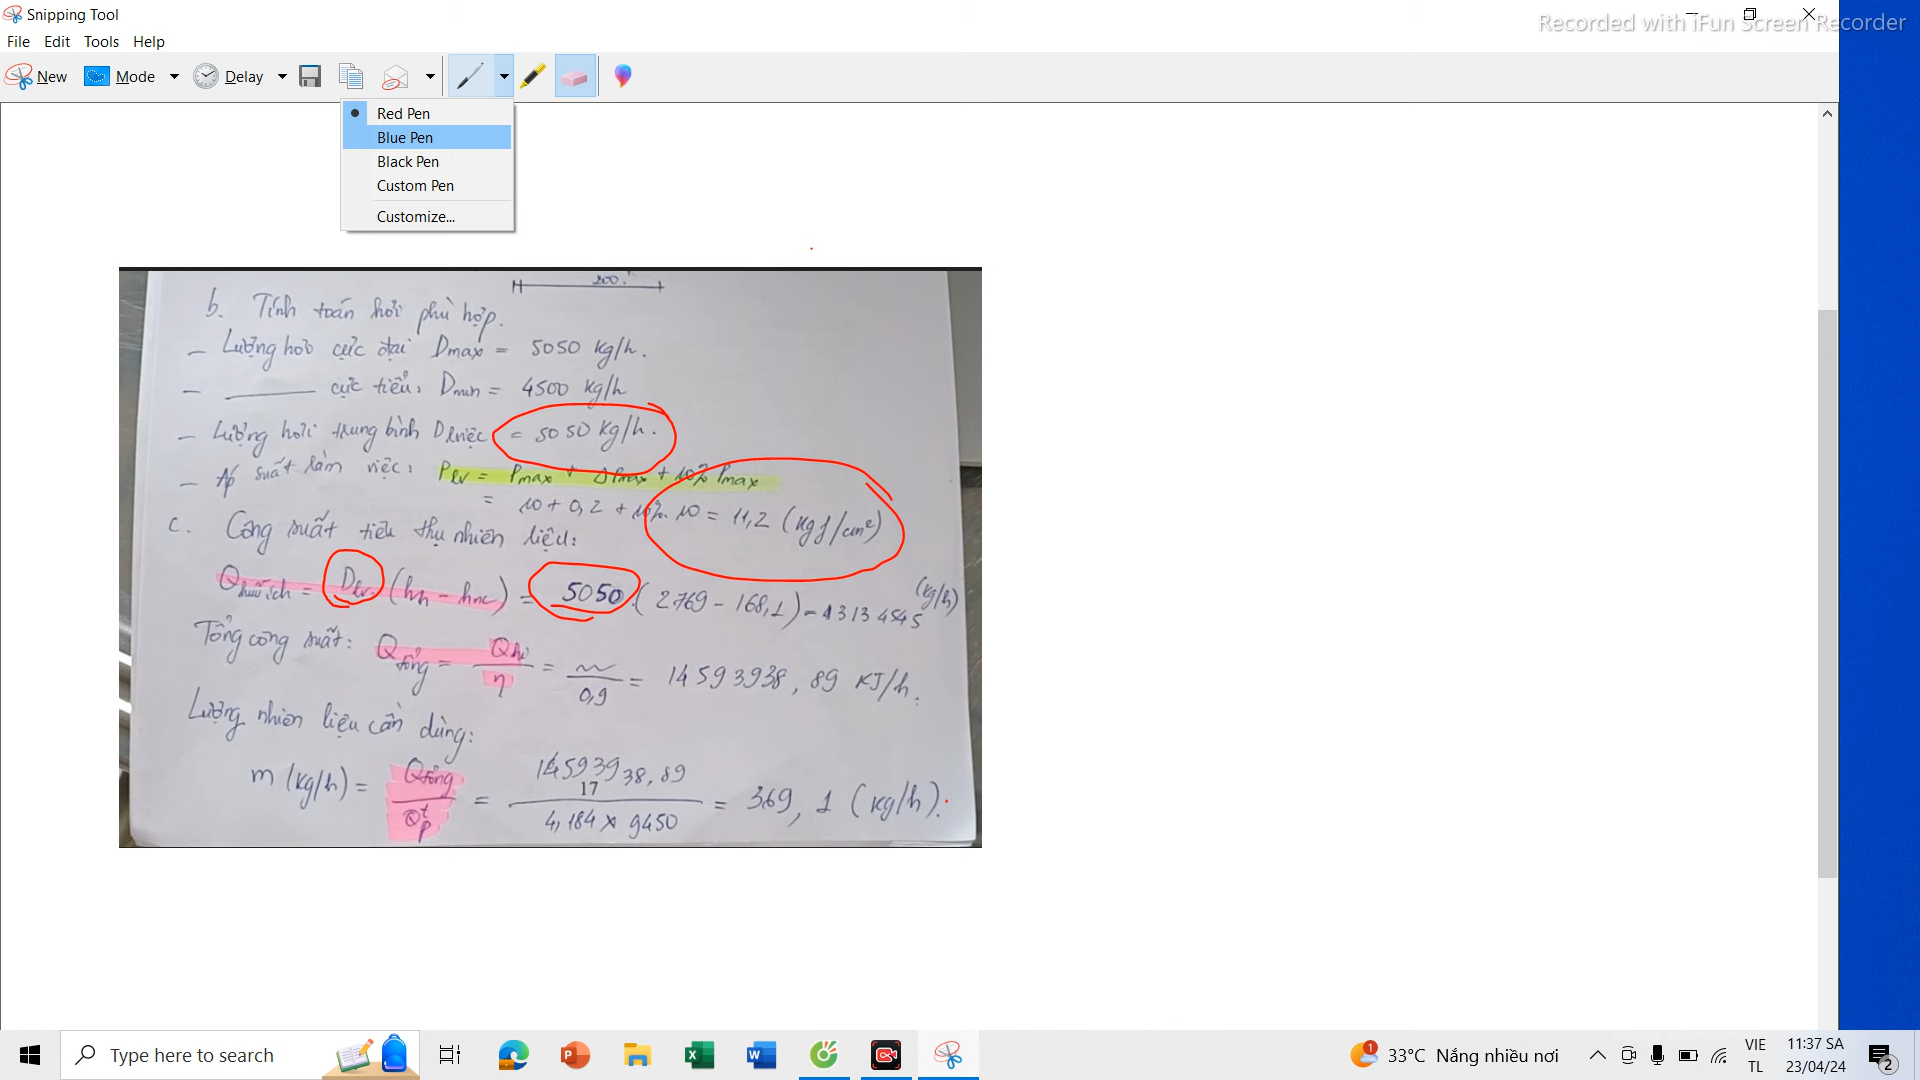 Snipping Tool
Recorded with iFun Screen Recorder
File Edit Tools Help
New Mode Delay
Red Pen
Blue Pen
Black Pen
Custom Pen
Customize...
200.
b. Tính toán hơi phù hợp.
- Lượng hơi cực đại Dmax = 5050 kg/h.
- ______ cực tiểu: Dmin = 4500 kg/h
- Lượng hơi trung bình Dlviệc = 5050 kg/h.
- Áp suất làm việc: Plv = Pmax + ΔPmax + 10% Pmax
= 10 + 0,2 + 10%. 10 = 11,2 (kgf/cm²)
c. Công suất tiêu thụ nhiên liệu:
Qhữu ích = Dlv. (hh - hnc) = 5050.( 2769 - 168,1) = 13134545 (kg/h)
Tổng công suất: Qtổng = Qhi / η = ~ / 0,9 = 14593938,89 KJ/h.
Lượng nhiên liệu cần dùng:
m (kg/h) = Qtổng / Qtp = 14593938,89 / 4,184 x 9450 = 369,1 (kg/h).
17
Type here to search
33°C Nắng nhiều nơi
VIE
TL
11:37 SA
23/04/24
1
2